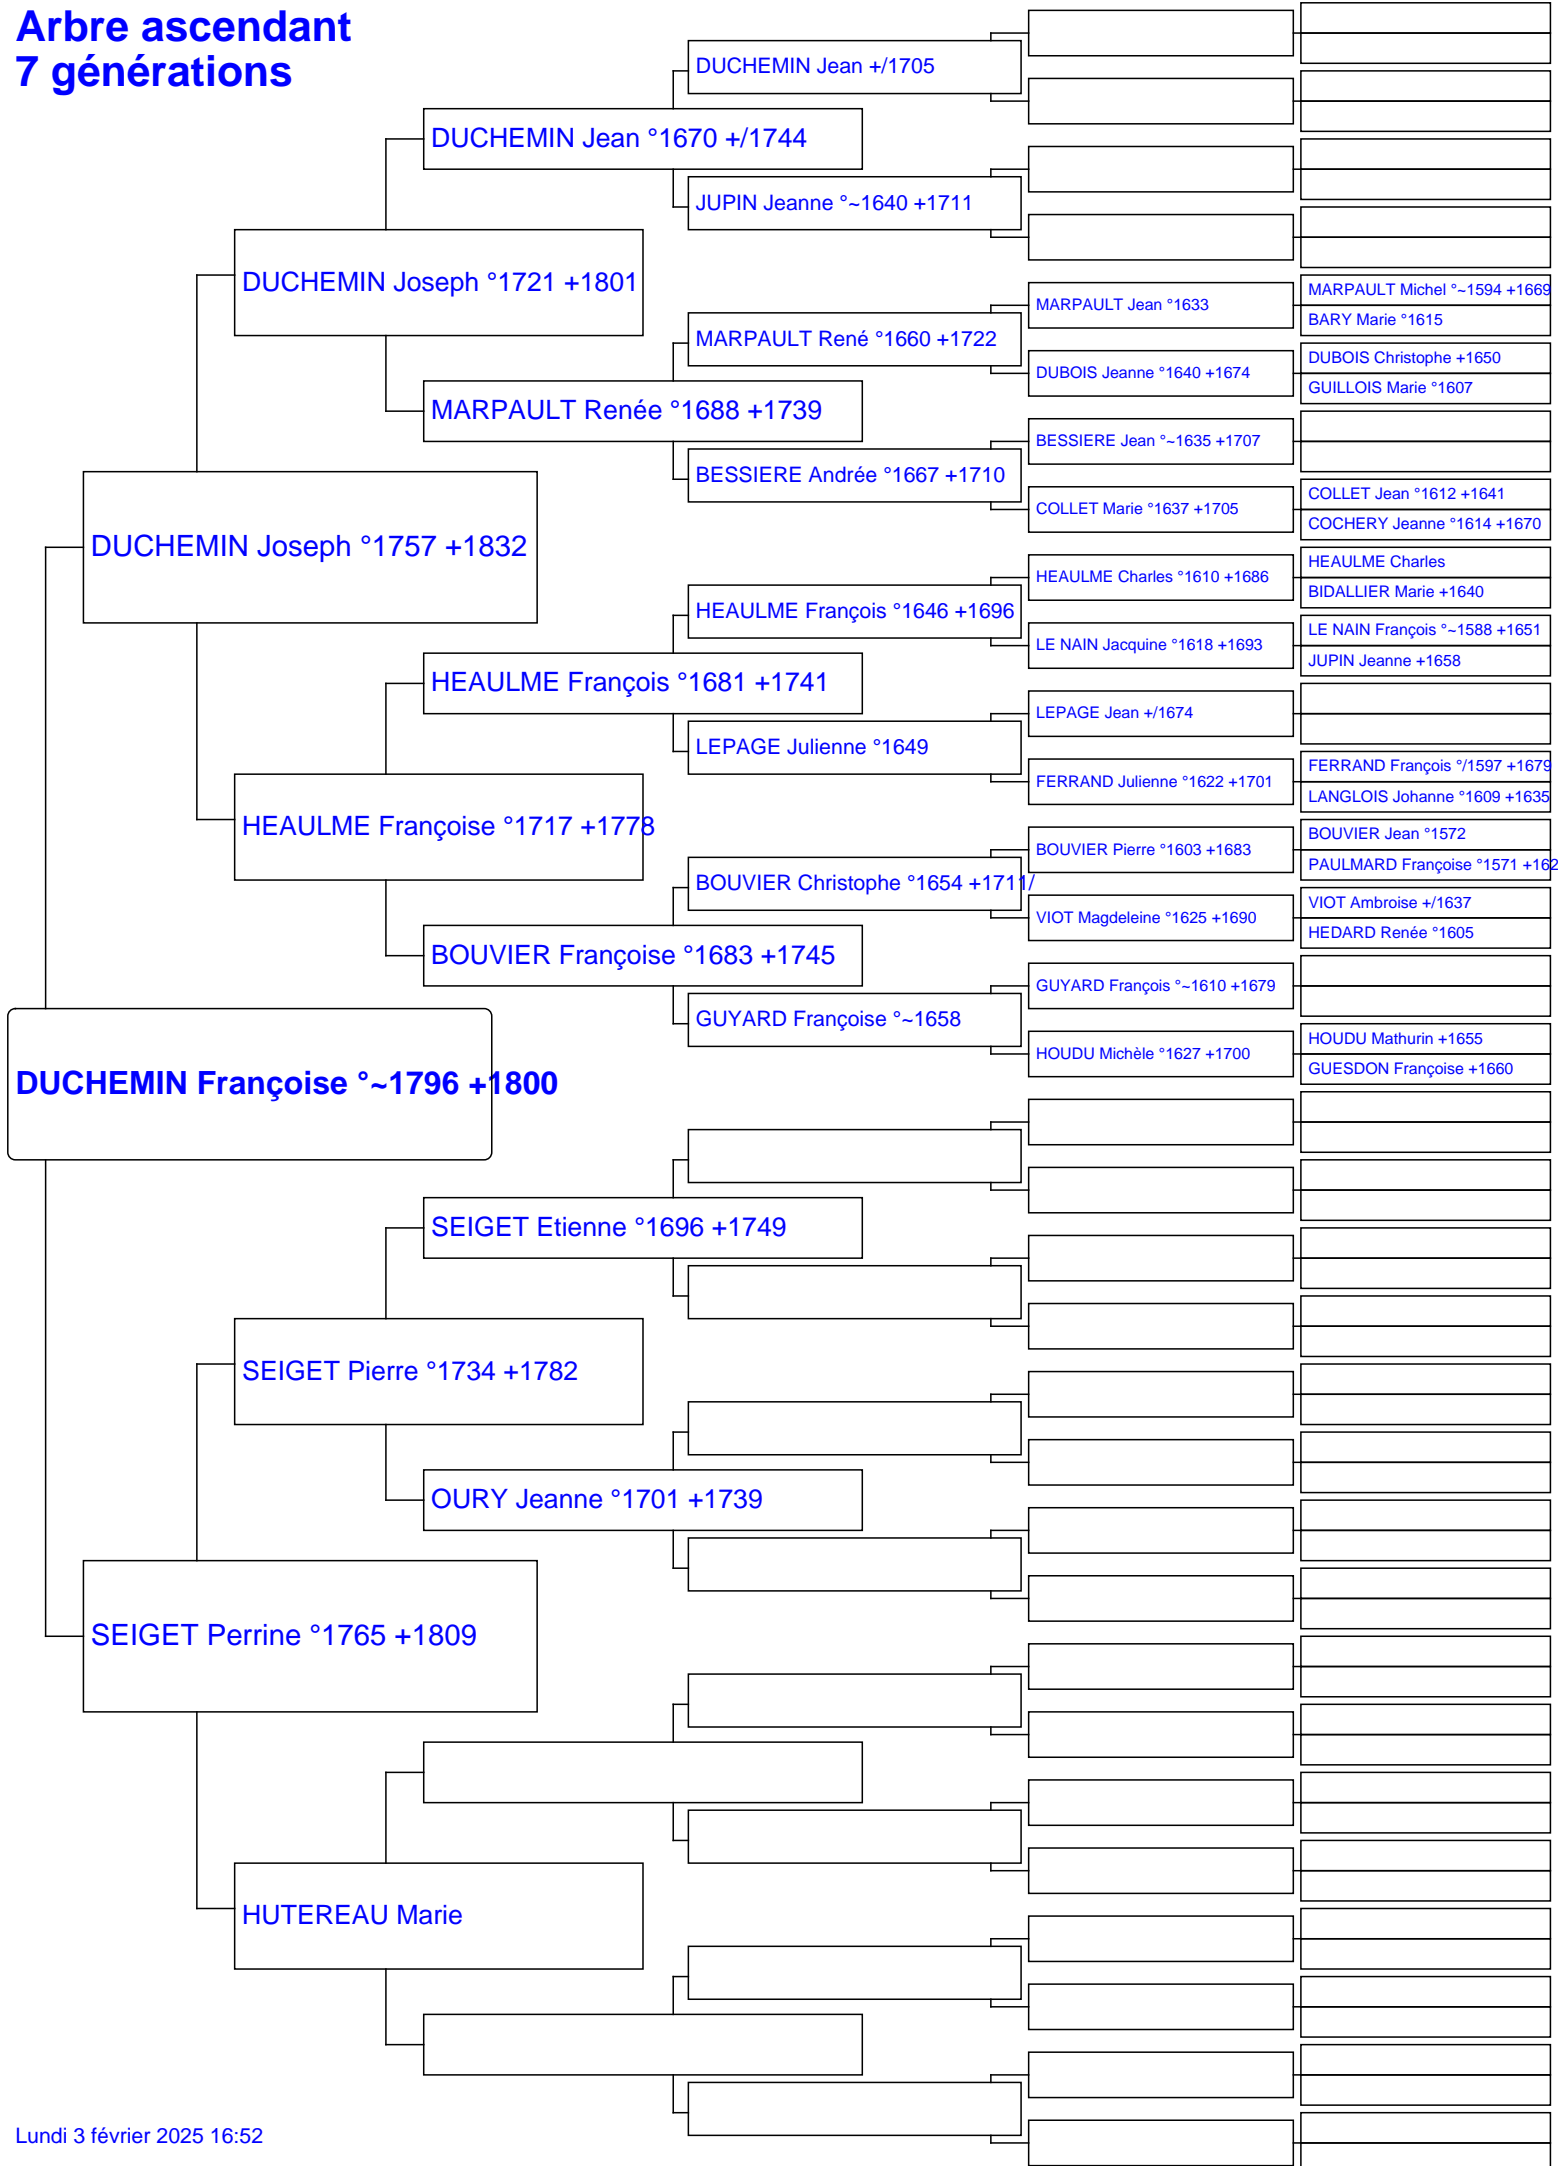 Arbre ascendant
7 générations
DUCHEMIN Jean +/1705
DUCHEMIN Jean °1670 +/1744
JUPIN Jeanne °~1640 +1711
DUCHEMIN Joseph °1721 +1801
MARPAULT Michel °~1594 +1669
MARPAULT Jean °1633
BARY Marie °1615
MARPAULT René °1660 +1722
DUBOIS Christophe +1650
DUBOIS Jeanne °1640 +1674
GUILLOIS Marie °1607
MARPAULT Renée °1688 +1739
BESSIERE Jean °~1635 +1707
BESSIERE Andrée °1667 +1710
COLLET Jean °1612 +1641
COLLET Marie °1637 +1705
COCHERY Jeanne °1614 +1670
DUCHEMIN Joseph °1757 +1832
HEAULME Charles
HEAULME Charles °1610 +1686
BIDALLIER Marie +1640
HEAULME François °1646 +1696
LE NAIN François °~1588 +1651
LE NAIN Jacquine °1618 +1693
JUPIN Jeanne +1658
HEAULME François °1681 +1741
LEPAGE Jean +/1674
LEPAGE Julienne °1649
FERRAND François °/1597 +1679
FERRAND Julienne °1622 +1701
LANGLOIS Johanne °1609 +1635
HEAULME Françoise °1717 +1778
BOUVIER Jean °1572
BOUVIER Pierre °1603 +1683
PAULMARD Françoise °1571 +162
BOUVIER Christophe °1654 +1711/
VIOT Ambroise +/1637
VIOT Magdeleine °1625 +1690
HEDARD Renée °1605
BOUVIER Françoise °1683 +1745
GUYARD François °~1610 +1679
GUYARD Françoise °~1658
HOUDU Mathurin +1655
HOUDU Michèle °1627 +1700
GUESDON Françoise +1660
DUCHEMIN Françoise °~1796 +1800
SEIGET Etienne °1696 +1749
SEIGET Pierre °1734 +1782
OURY Jeanne °1701 +1739
SEIGET Perrine °1765 +1809
HUTEREAU Marie
Lundi 3 février 2025 16:52